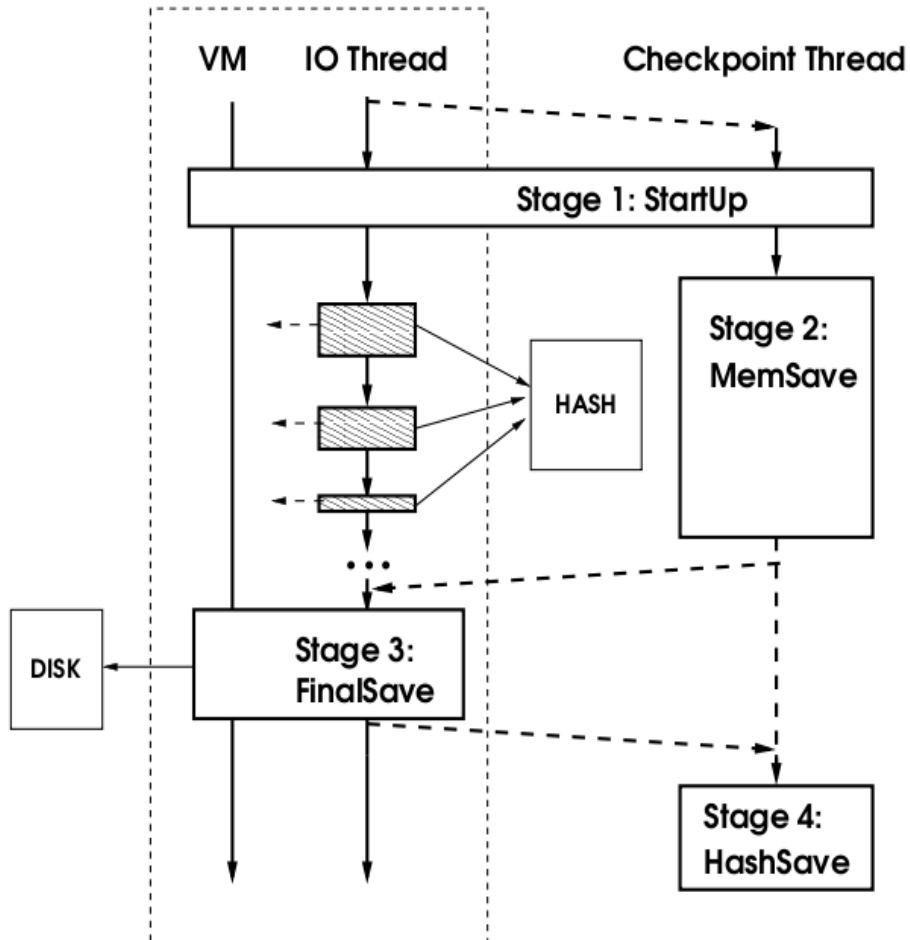 VM IO Thread Checkpoint Thread
Stage 1: StartUp
Stage 2:
MemSave
HASH
...
Stage 3:
FinalSave
DISK
Stage 4:
HashSave